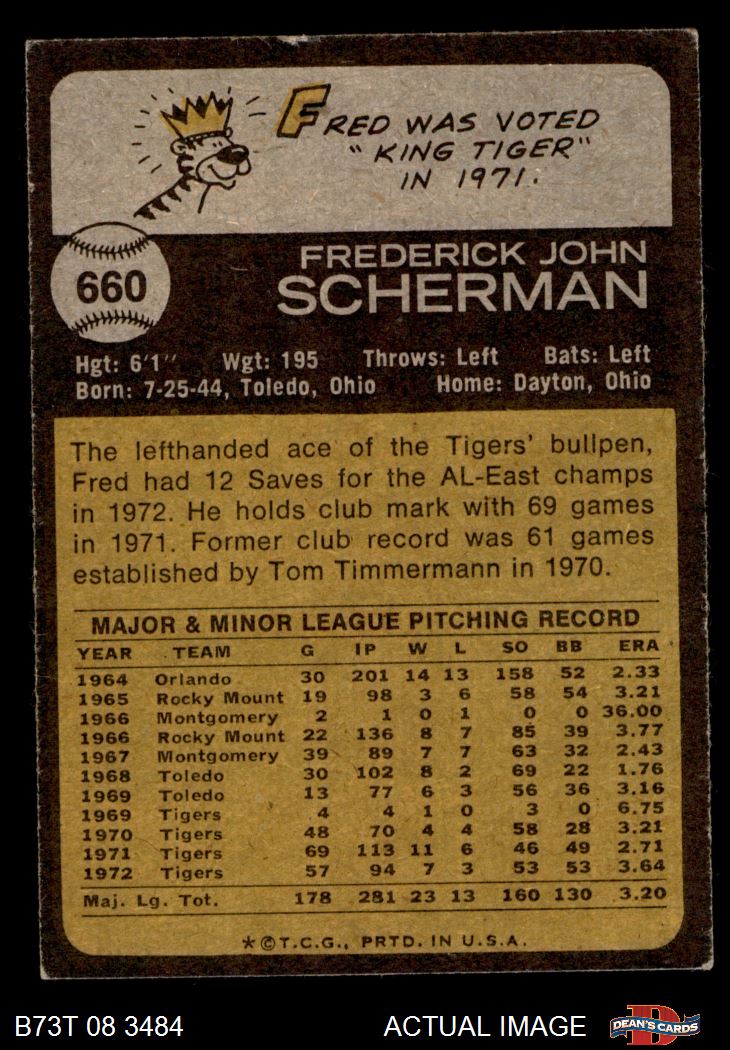 FRED WAS VOTED
"KING TIGER"
IN 1971.
660
FREDERICK JOHN
SCHERMAN
Hgt: 6'1" Wgt: 195 Throws: Left Bats: Left
Born: 7-25-44, Toledo, Ohio Home: Dayton, Ohio
The lefthanded ace of the Tigers' bullpen,
Fred had 12 Saves for the AL-East champs
in 1972. He holds club mark with 69 games
in 1971. Former club record was 61 games
established by Tom Timmermann in 1970.
MAJOR & MINOR LEAGUE PITCHING RECORD
YEAR TEAM G IP W L SO BB ERA
1964 Orlando 30 201 14 13 158 52 2.33
1965 Rocky Mount 19 98 3 6 58 54 3.21
1966 Montgomery 2 1 0 1 0 0 36.00
1966 Rocky Mount 22 136 8 7 85 39 3.77
1967 Montgomery 39 89 7 7 63 32 2.43
1968 Toledo 30 102 8 2 69 22 1.76
1969 Toledo 13 77 6 3 56 36 3.16
1969 Tigers 4 4 1 0 3 0 6.75
1970 Tigers 48 70 4 4 58 28 3.21
1971 Tigers 69 113 11 6 46 49 2.71
1972 Tigers 57 94 7 3 53 53 3.64
Maj. Lg. Tot. 178 281 23 13 160 130 3.20
*©T.C.G., PRTD. IN U.S.A.
B73T 08 3484 ACTUAL IMAGE DEAN'S CARDS